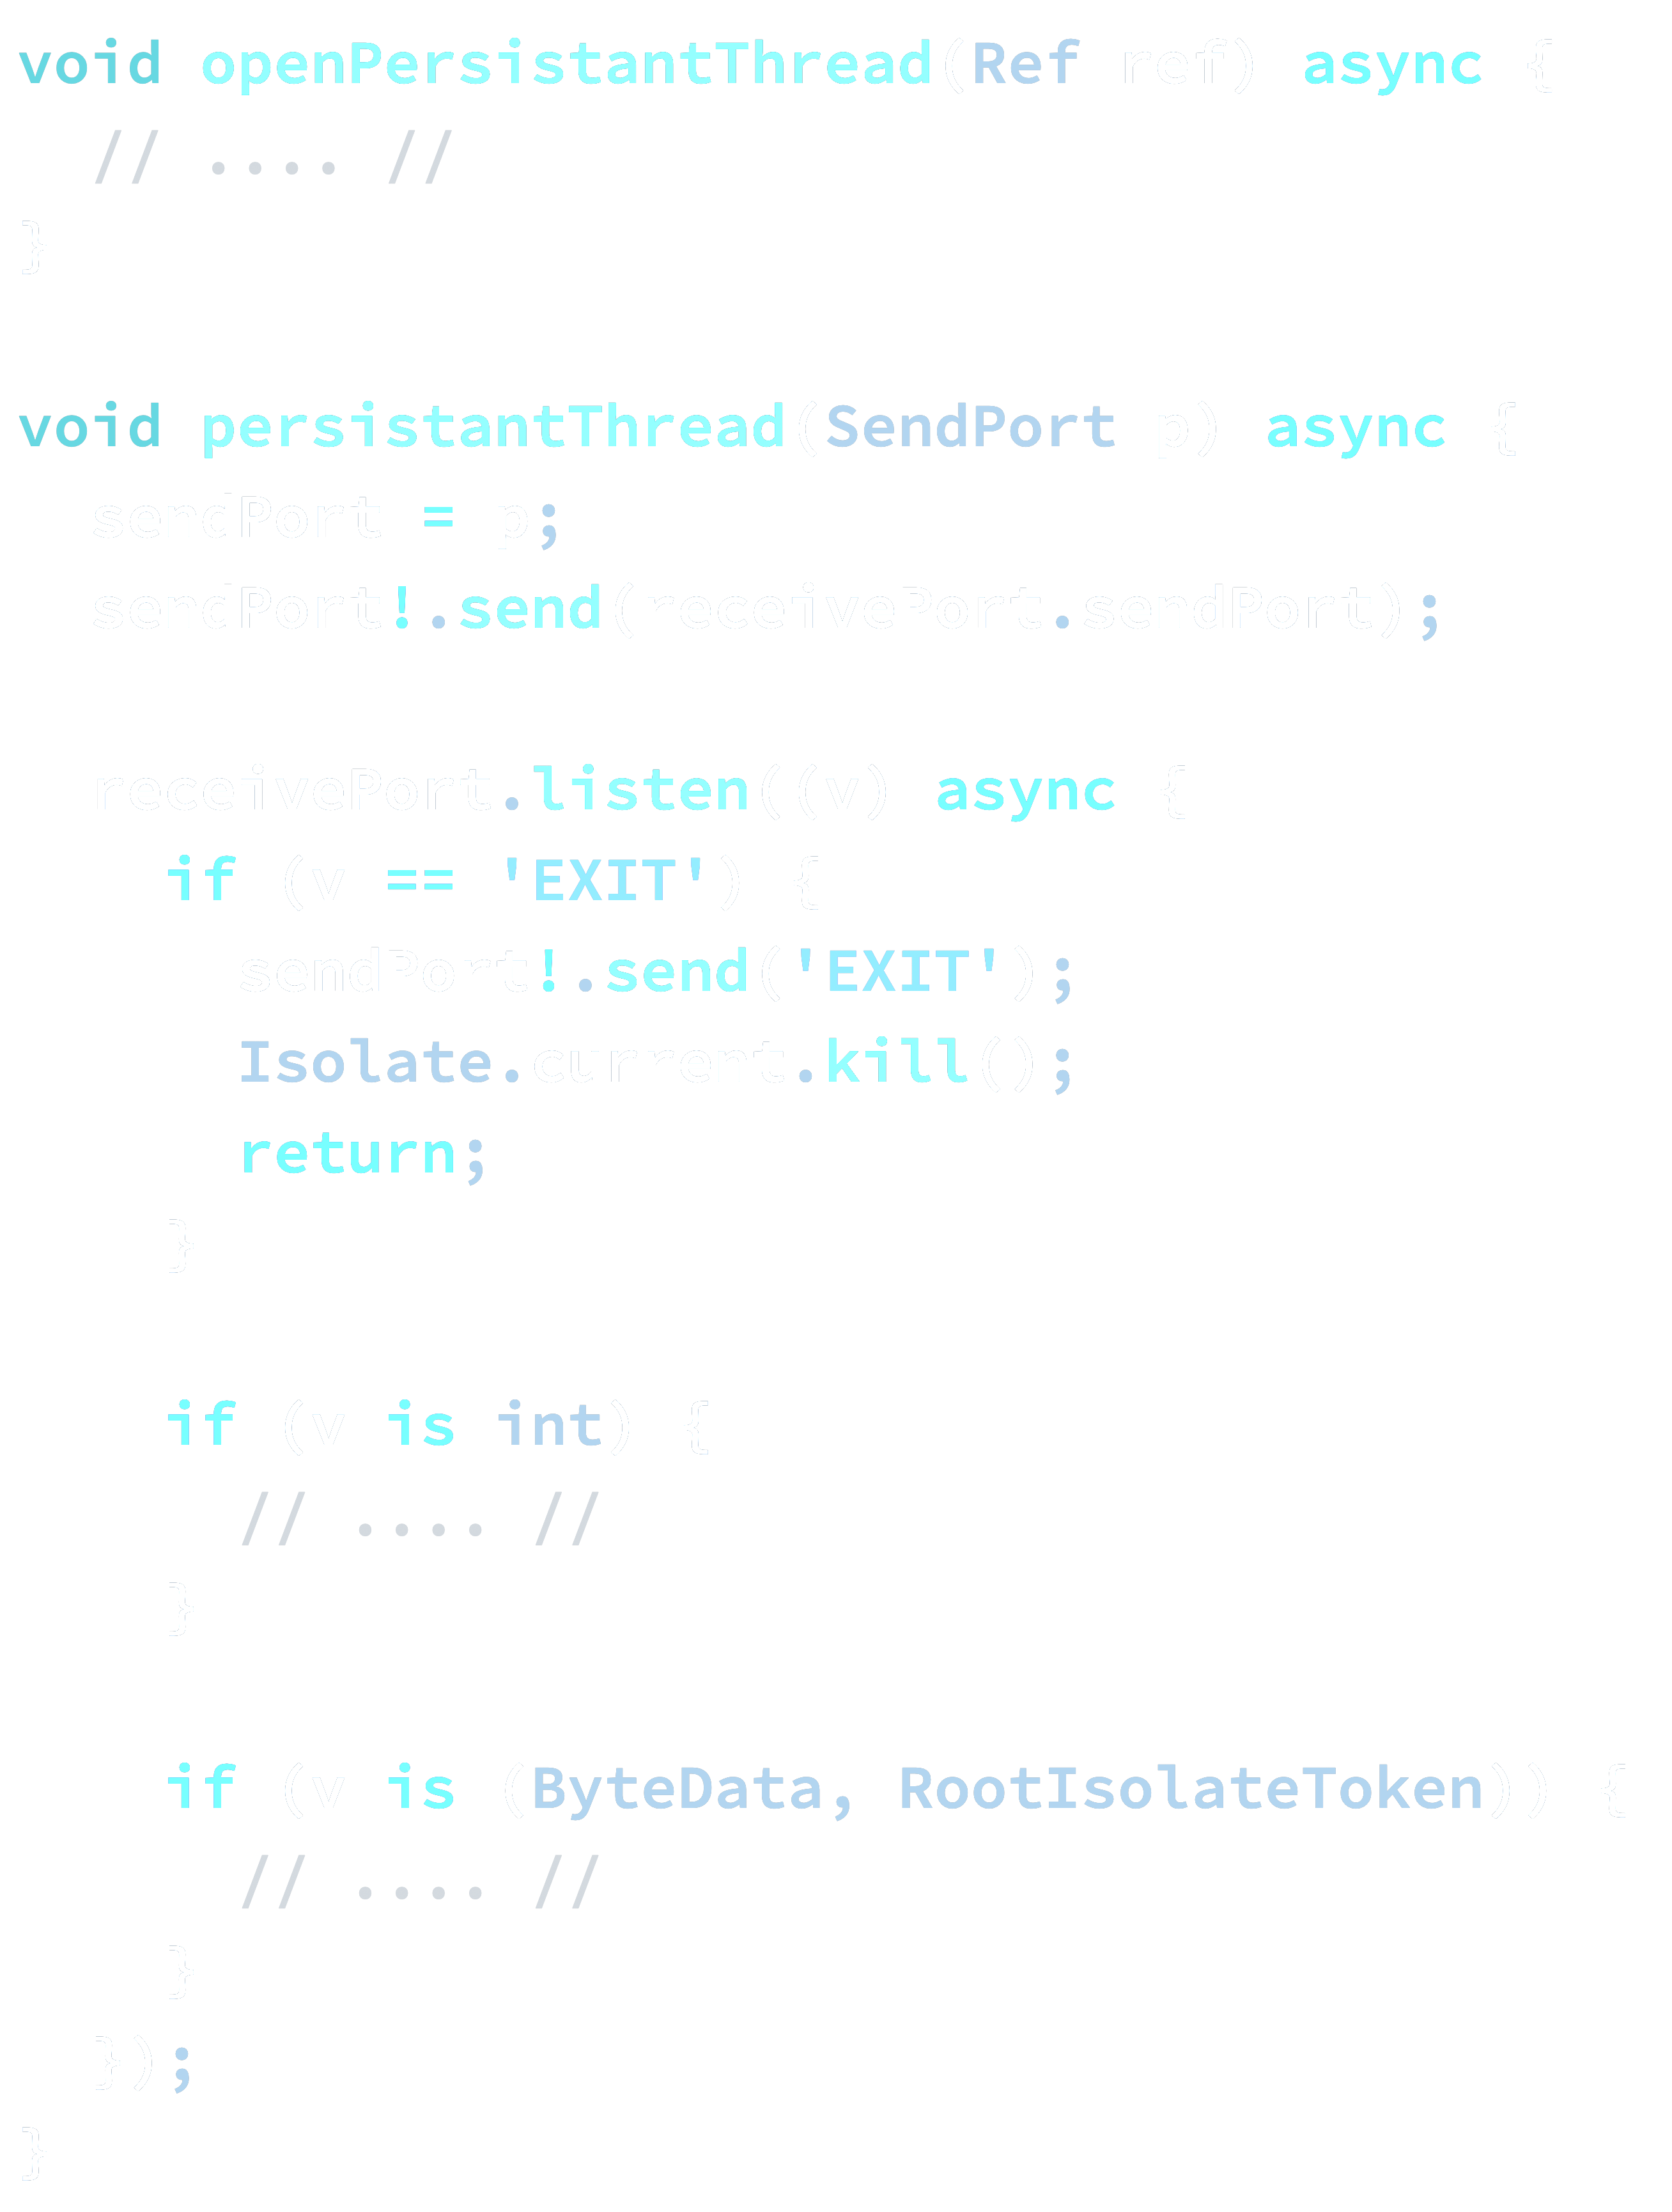 void openPersistantThread(Ref ref) async {
  // .... //
}

void persistantThread(SendPort p) async {
  sendPort = p;
  sendPort!.send(receivePort.sendPort);

  receivePort.listen((v) async {
    if (v == 'EXIT') {
      sendPort!.send('EXIT');
      Isolate.current.kill();
      return;
    }

    if (v is int) {
      // .... //
    }

    if (v is (ByteData, RootIsolateToken)) {
      // .... //
    }
  });
}